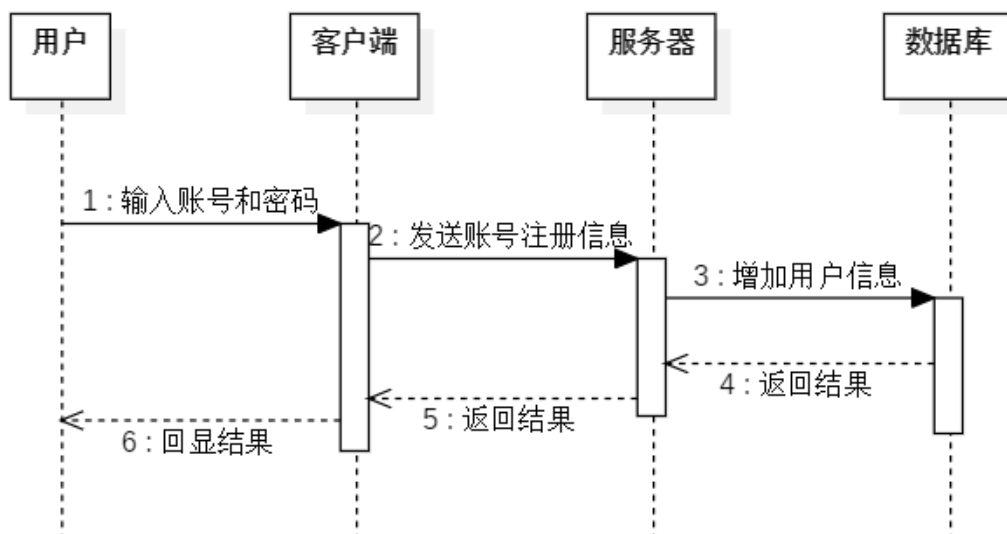 用户
客户端
服务器
数据库
1 : 输入账号和密码
2 : 发送账号注册信息
3 : 增加用户信息
4 : 返回结果
5 : 返回结果
6 : 回显结果